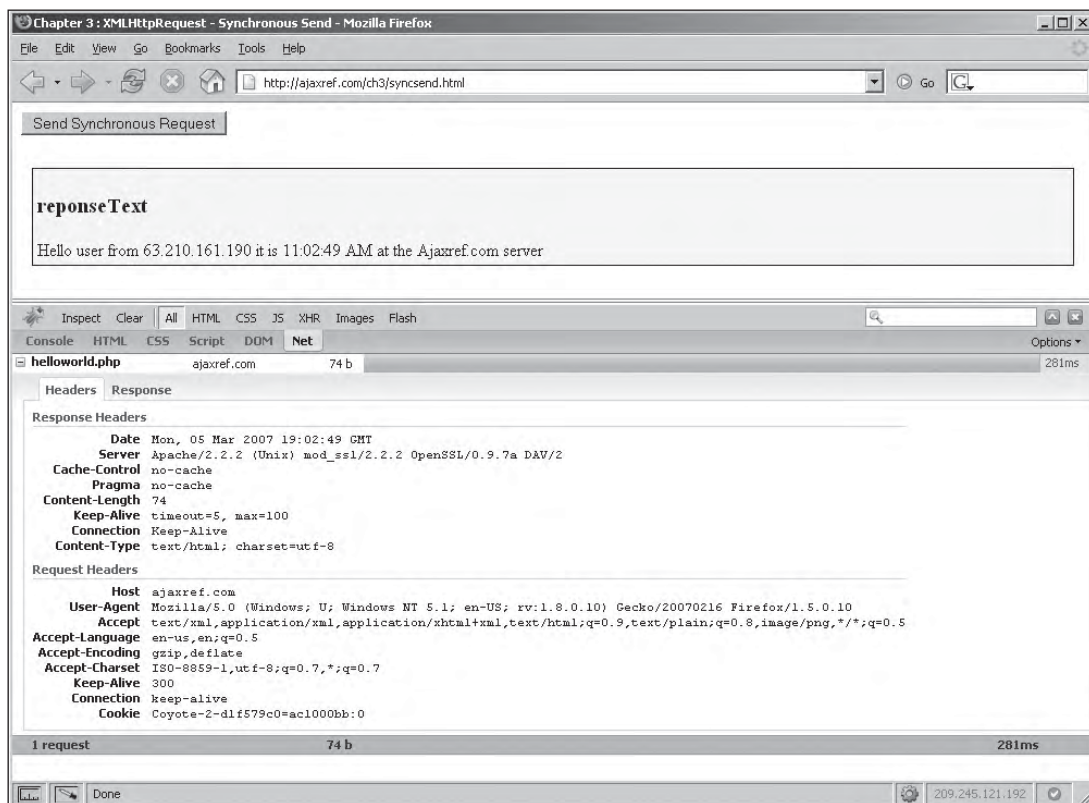 Chapter 3 : XMLHttpRequest - Synchronous Send - Mozilla Firefox
File Edit View Go Bookmarks Tools Help
http://ajaxref.com/ch3/syncsend.html Go G
Send Synchronous Request
reponseText
Hello user from 63.210.161.190 it is 11:02:49 AM at the Ajaxref.com server
Inspect Clear All HTML CSS JS XHR Images Flash
Console HTML CSS Script DOM Net Options
helloworld.php ajaxref.com 74 b 281ms
Headers Response
Response Headers
Date Mon, 05 Mar 2007 19:02:49 GMT
Server Apache/2.2.2 (Unix) mod_ssl/2.2.2 OpenSSL/0.9.7a DAV/2
Cache-Control no-cache
Pragma no-cache
Content-Length 74
Keep-Alive timeout=5, max=100
Connection Keep-Alive
Content-Type text/html; charset=utf-8
Request Headers
Host ajaxref.com
User-Agent Mozilla/5.0 (Windows; U; Windows NT 5.1; en-US; rv:1.8.0.10) Gecko/20070216 Firefox/1.5.0.10
Accept text/xml,application/xml,application/xhtml+xml,text/html;q=0.9,text/plain;q=0.8,image/png,*/*;q=0.5
Accept-Language en-us,en;q=0.5
Accept-Encoding gzip,deflate
Accept-Charset ISO-8859-1,utf-8;q=0.7,*;q=0.7
Keep-Alive 300
Connection keep-alive
Cookie Coyote-2-d1f579c0=ac1000bb:0
1 request 74 b 281ms
Done 209.245.121.192